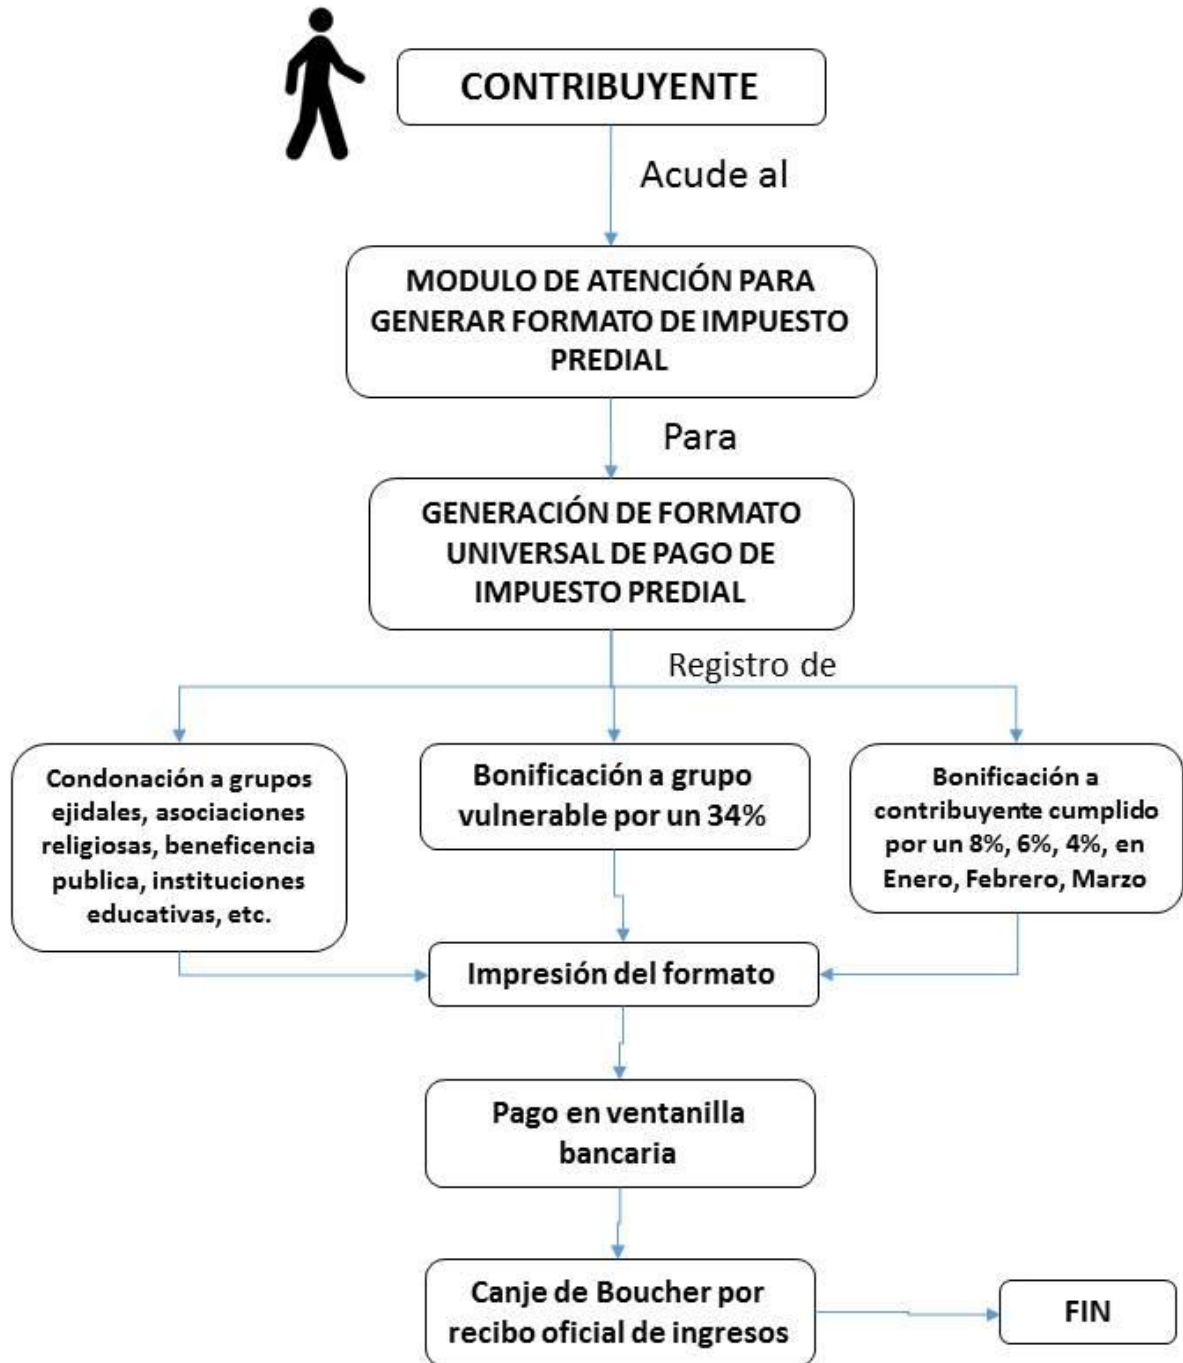 CONTRIBUYENTE
Acude al
MODULO DE ATENCIÓN PARA
GENERAR FORMATO DE IMPUESTO
PREDIAL
Para
GENERACIÓN DE FORMATO
UNIVERSAL DE PAGO DE
IMPUESTO PREDIAL
Registro de
Condonación a grupos
ejidales, asociaciones
religiosas, beneficencia
publica, instituciones
educativas, etc.
Bonificación a grupo
vulnerable por un 34%
Bonificación a
contribuyente cumplido
por un 8%, 6%, 4%, en
Enero, Febrero, Marzo
Impresión del formato
Pago en ventanilla
bancaria
Canje de Boucher por
recibo oficial de ingresos
FIN